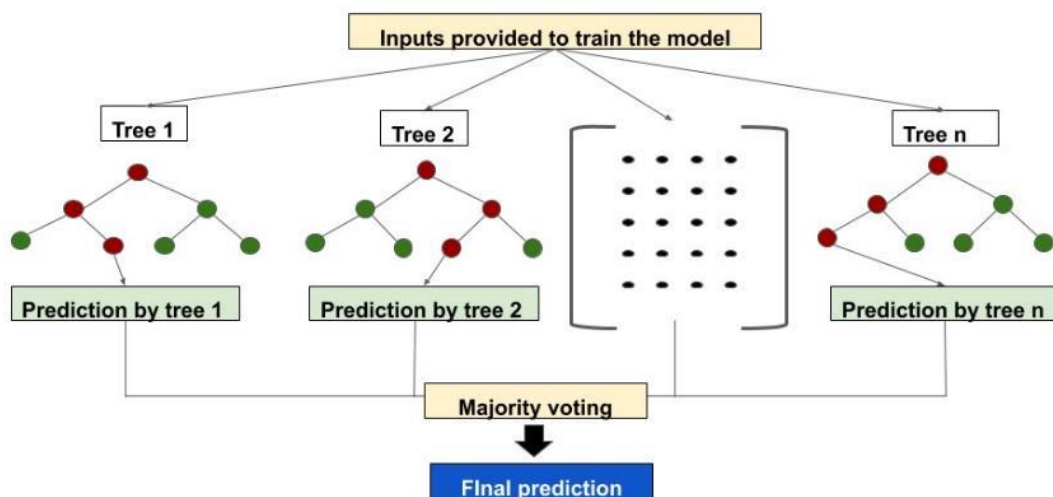 Inputs provided to train the model
Tree 1
Tree 2
Tree n
Prediction by tree 1
Prediction by tree 2
Prediction by tree n
Majority voting
FInal prediction